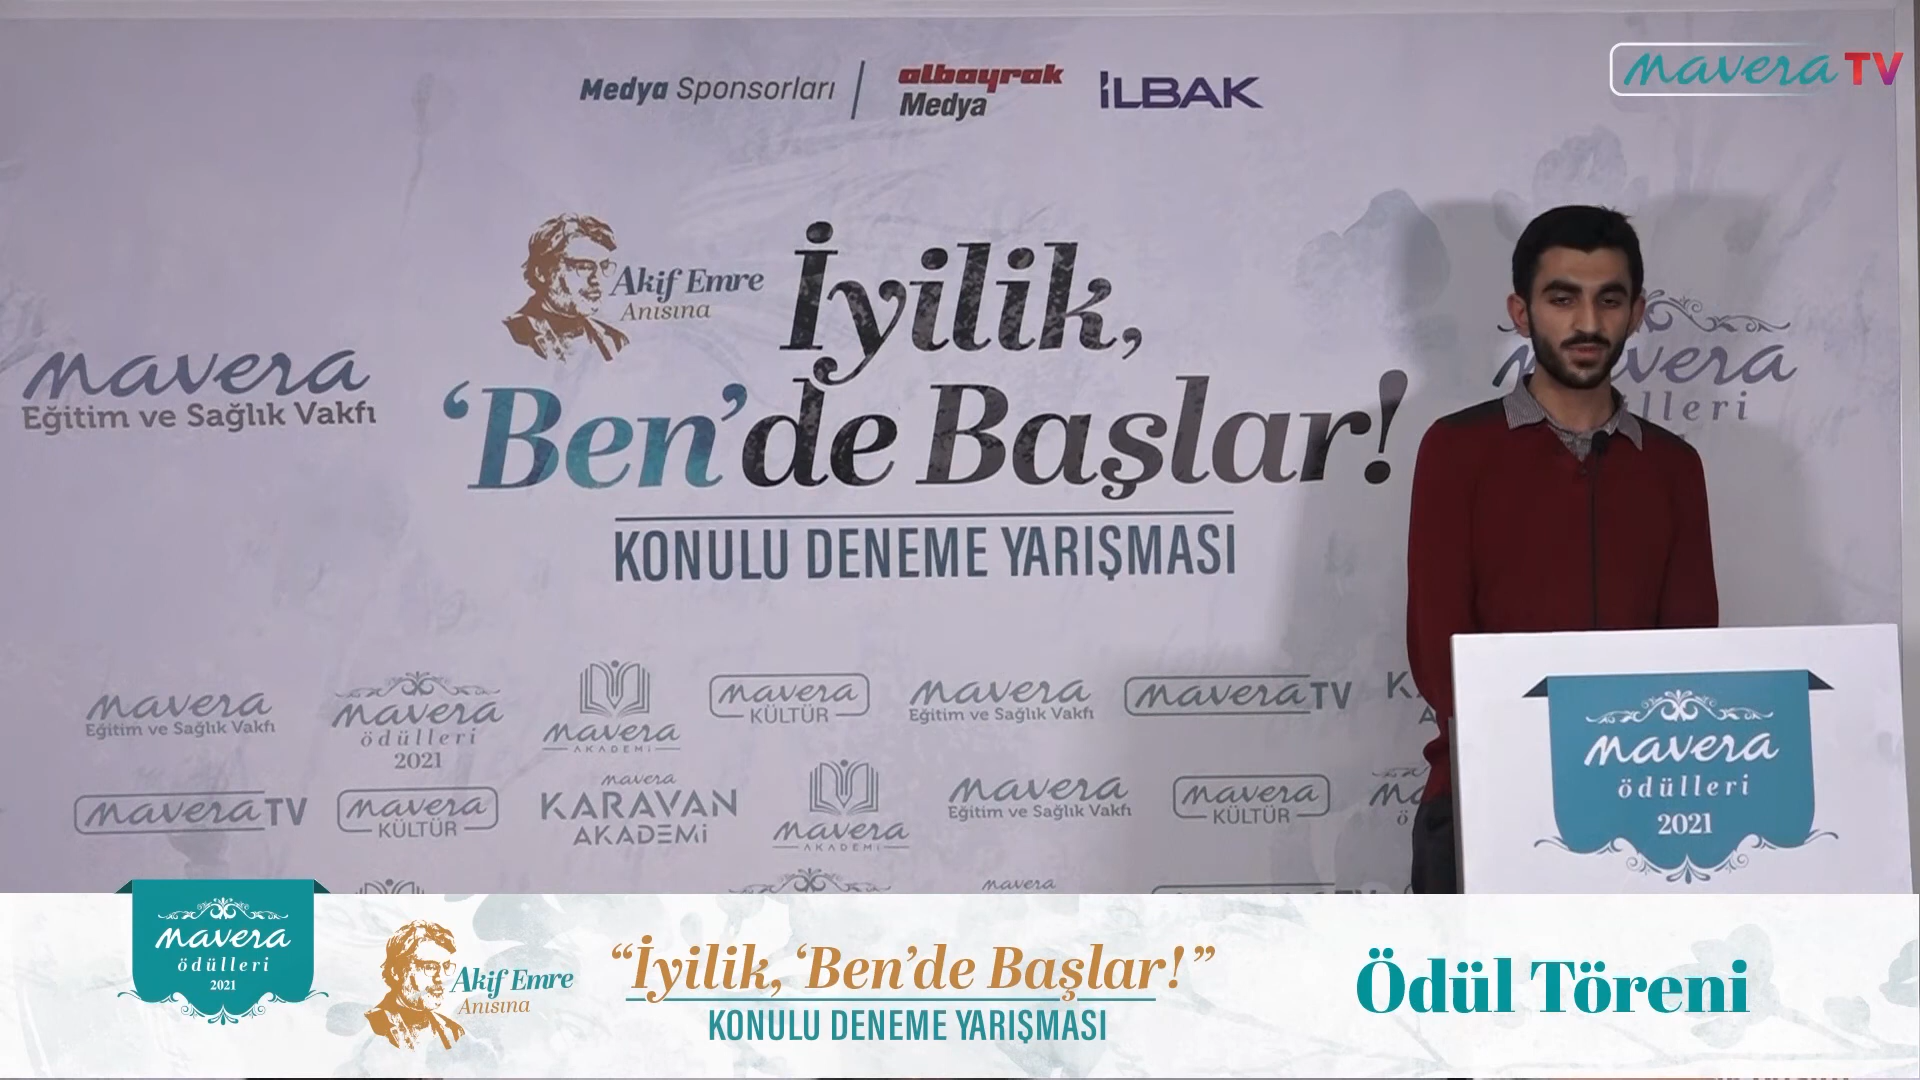 Medya Sponsorları
albayrak
Medya
İLBAK
mavera TV
Akif Emre
Anısına
İyilik,
‘Ben’de Başlar!
KONULU DENEME YARIŞMASI
mavera
Eğitim ve Sağlık Vakfı
mavera
ödülleri
mavera
Eğitim ve Sağlık Vakfı
mavera
ödülleri
2021
mavera
AKADEMİ
mavera
KÜLTÜR
mavera
Eğitim ve Sağlık Vakfı
mavera TV
mavera TV
mavera
KÜLTÜR
mavera
KARAVAN
AKADEMİ
mavera
AKADEMİ
mavera
Eğitim ve Sağlık Vakfı
mavera
KÜLTÜR
mavera
mavera
ödülleri
2021
mavera
ödülleri
2021
Akif Emre
Anısına
“İyilik, ‘Ben’de Başlar!”
KONULU DENEME YARIŞMASI
Ödül Töreni